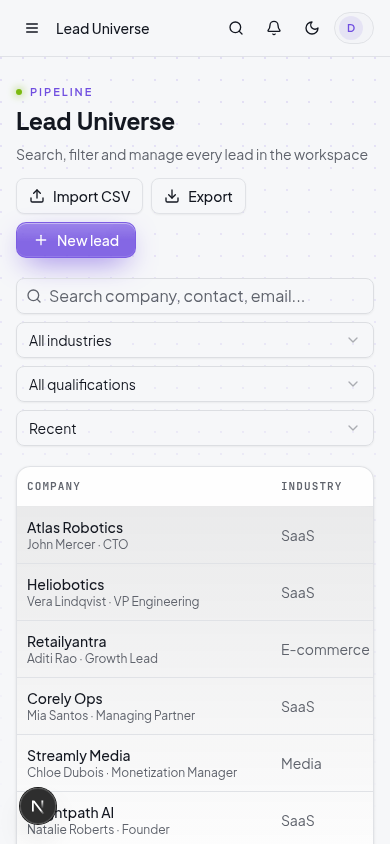 Lead Universe
D
PIPELINE
Lead Universe
Search, filter and manage every lead in the workspace
Import CSV
Export
New lead
Search company, contact, email...
All industries
All qualifications
Recent
COMPANY INDUSTRY
Atlas Robotics
John Mercer · CTO
SaaS
Heliobotics
Vera Lindqvist · VP Engineering
SaaS
Retailyantra
Aditi Rao · Growth Lead
E-commerce
Corely Ops
Mia Santos · Managing Partner
SaaS
Streamly Media
Chloe Dubois · Monetization Manager
Media
AI
Natalie Roberts · Founder
SaaS
N